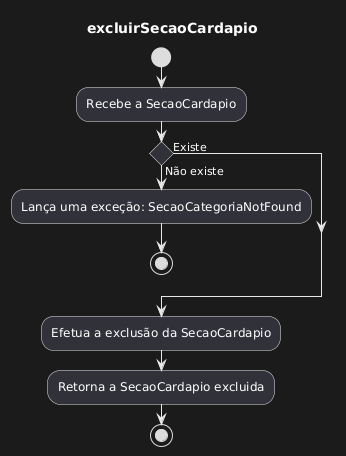 excluirSecaoCardapio
Recebe a SecaoCardapio
Existe
Não existe
Lança uma exceção: SecaoCategoriaNotFound
Efetua a exclusão da SecaoCardapio
Retorna a SecaoCardapio excluida